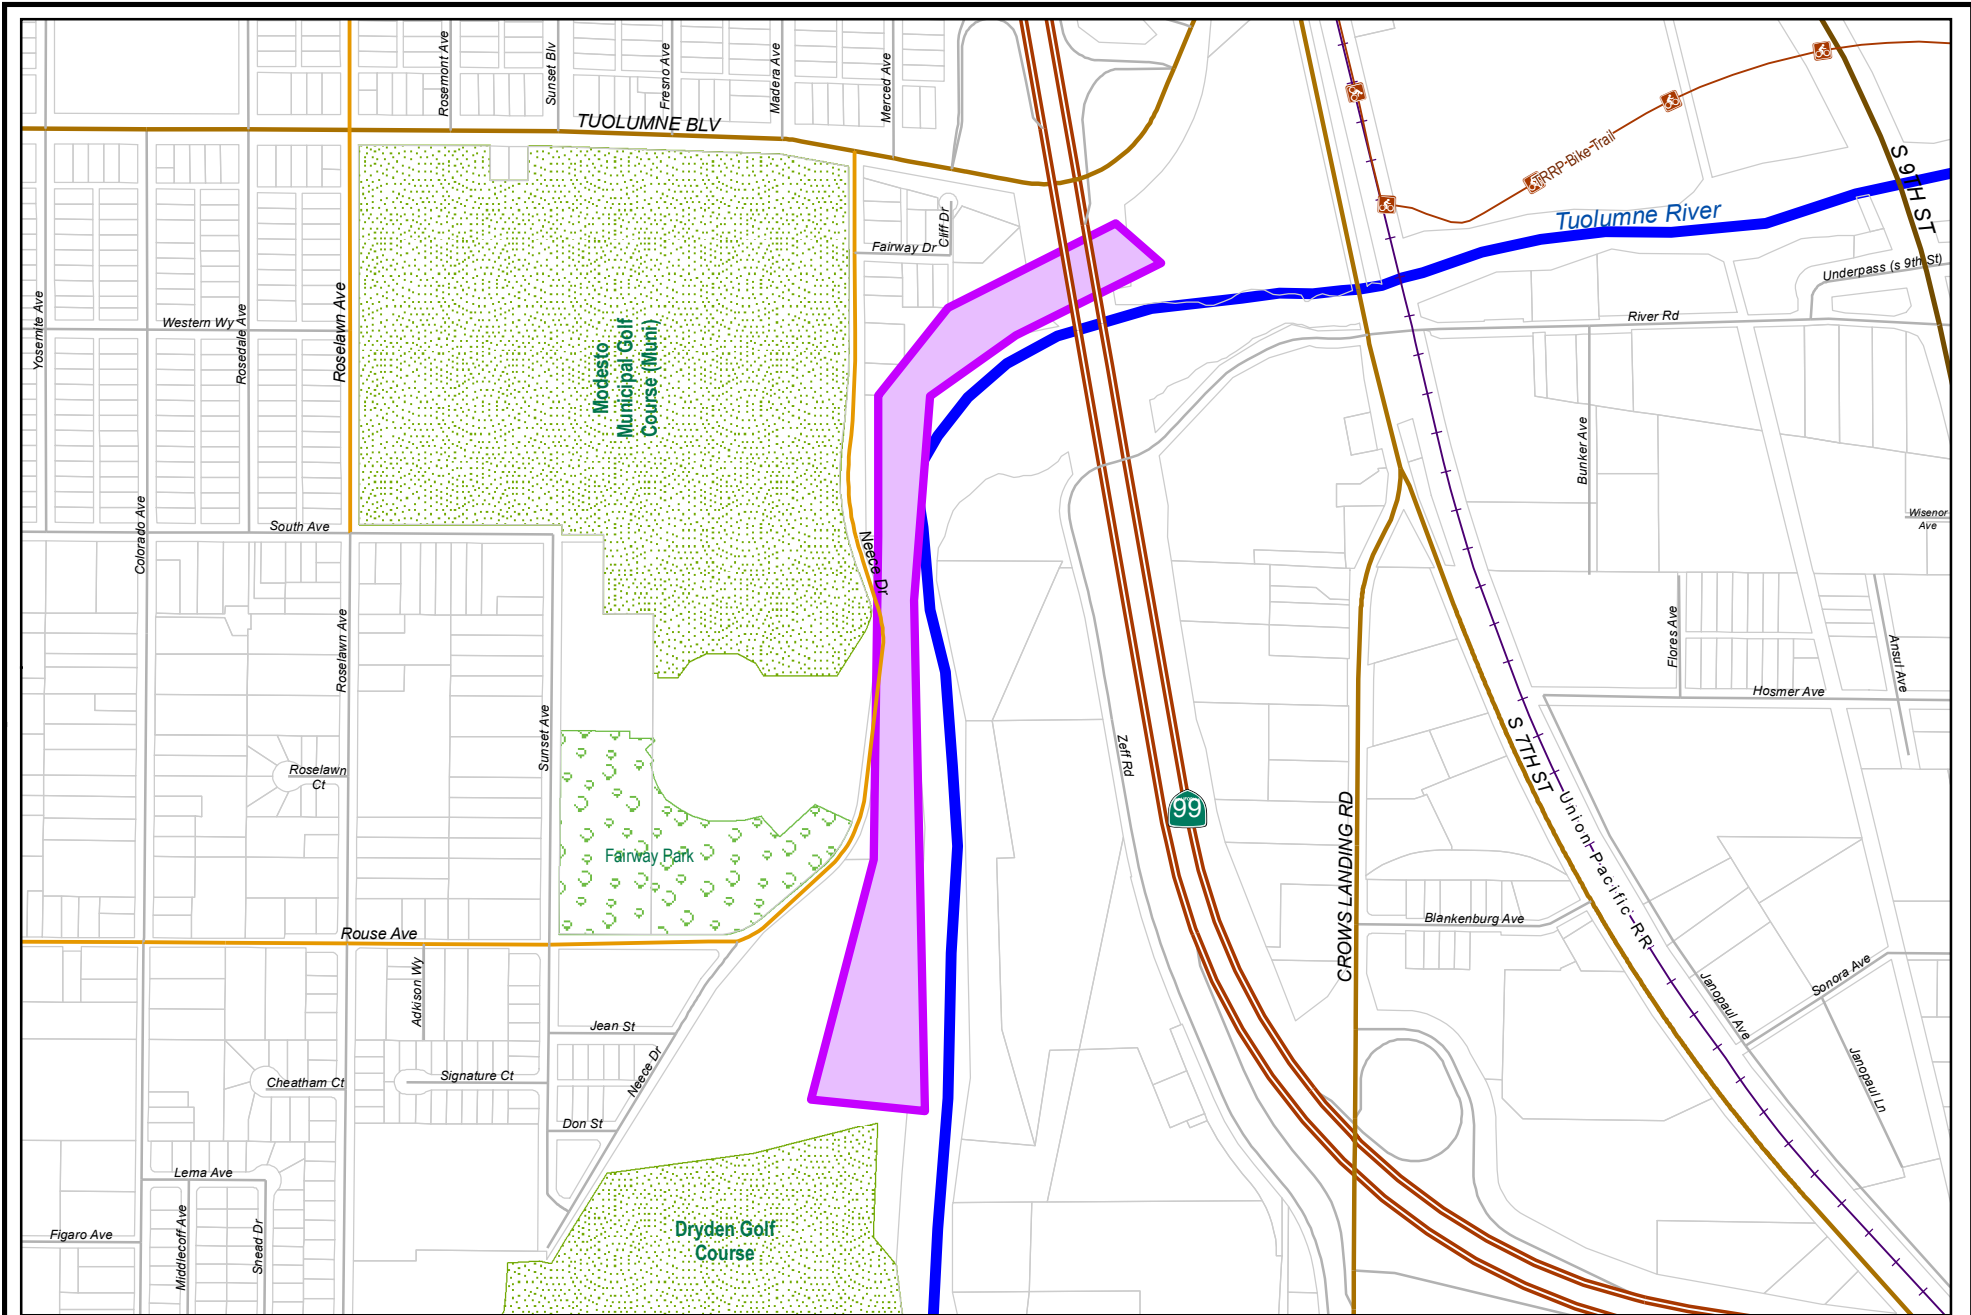 Rosemont Ave
Sunset Blv
Fresno Ave
Madera Ave
Merced Ave
TUOLUMNE BLV
TRRP-Bike-Trail
S 9TH ST
Tuolumne River
Cliff Dr
Fairway Dr
Underpass (s 9th St)
Yosemite Ave
Western Wy
Rosedale Ave
Roselawn Ave
Modesto
Municipal Golf
Course (Muni)
River Rd
Bunker Ave
Colorado Ave
South Ave
Wisenor
Ave
Neece Dr
Roselawn Ave
Flores Ave
Ansul Ave
Hosmer Ave
Sunset Ave
Zeff Rd
S 7TH ST
Roselawn
Ct
99
Union Pacific RR
CROWS LANDING RD
Fairway Park
Blankenburg Ave
Rouse Ave
Adkison Wy
Janopaul Ave
Sonora Ave
Jean St
Neece Dr
Cheatham Ct
Signature Ct
Janopaul Ln
Don St
Lema Ave
Figaro Ave
Middlecoff Ave
Snead Dr
Dryden Golf
Course